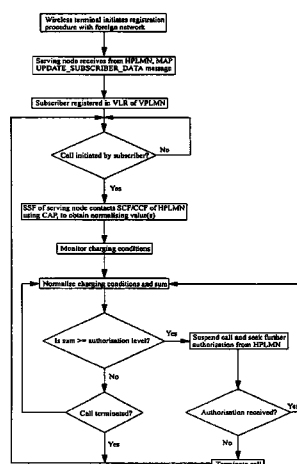 Wireless terminal initiates registration
procedure with foreign network
Serving node receives from HPLMN, MAP
UPDATE_SUBSCRIBER_DATA message
Subscriber registered in VLR of VPLMN
Call initiated by subscriber?
No
Yes
SSF of serving node contacts SCF/CCF of HPLMN
using CAP, to obtain normalising value(s)
Monitor charging conditions
Normalise charging conditions and sum
Is sum >= authorisation level?
Yes
Suspend call and seek further
authorisation from HPLMN
No
Call terminated?
Authorisation received?
Yes
Yes
No
Terminate call